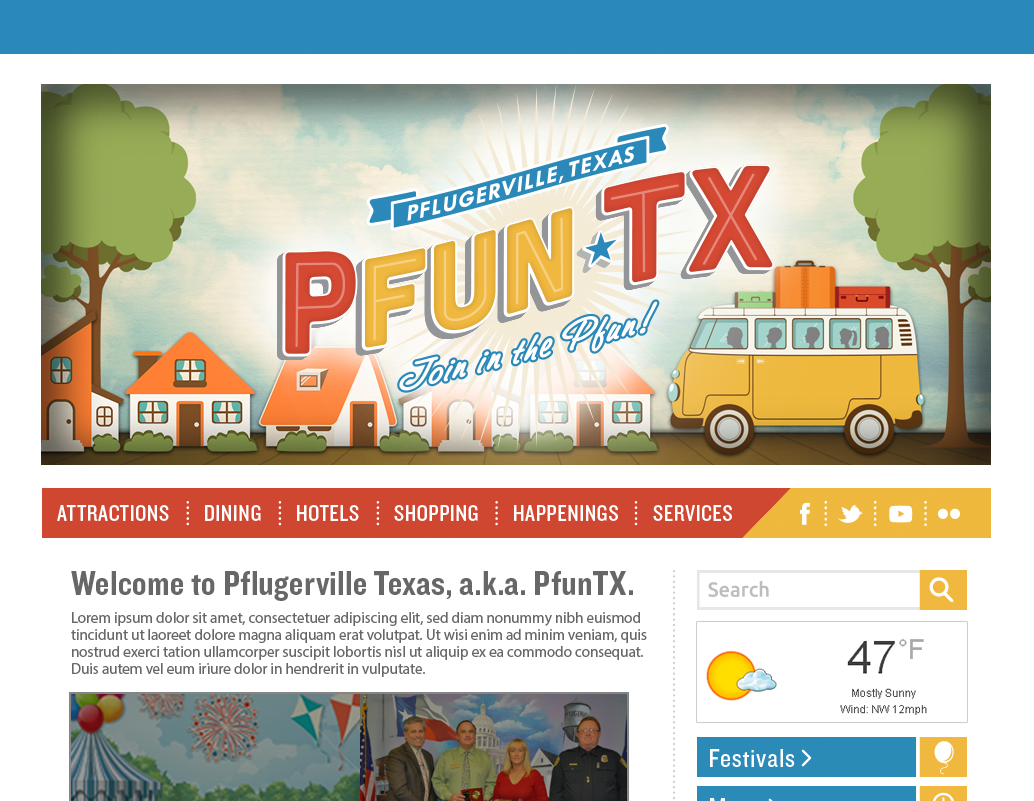 PFLUGERVILLE, TEXAS
PFUN TX
Join in the Pfun!
ATTRACTIONS DINING HOTELS SHOPPING HAPPENINGS SERVICES
Welcome to Pflugerville Texas, a.k.a. PfunTX.
Lorem ipsum dolor sit amet, consectetuer adipiscing elit, sed diam nonummy nibh euismod
tincidunt ut laoreet dolore magna aliquam erat volutpat. Ut wisi enim ad minim veniam, quis
nostrud exerci tation ullamcorper suscipit lobortis nisl ut aliquip ex ea commodo consequat.
Duis autem vel eum iriure dolor in hendrerit in vulputate.
Search
47 °F
Mostly Sunny
Wind: NW 12mph
Festivals